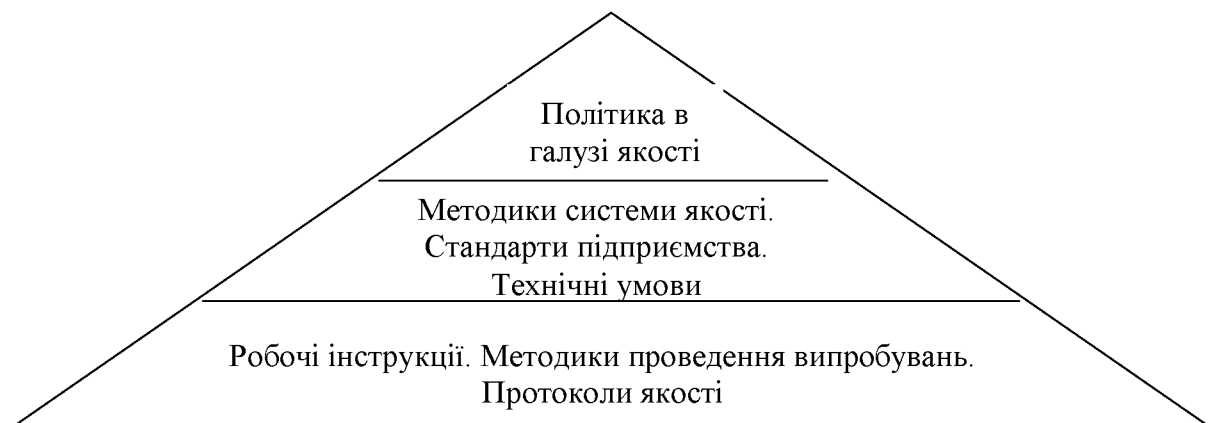 Політика в
галузі якості
Методики системи якості.
Стандарти підприємства.
Технічні умови
Робочі інструкції. Методики проведення випробувань.
Протоколи якості